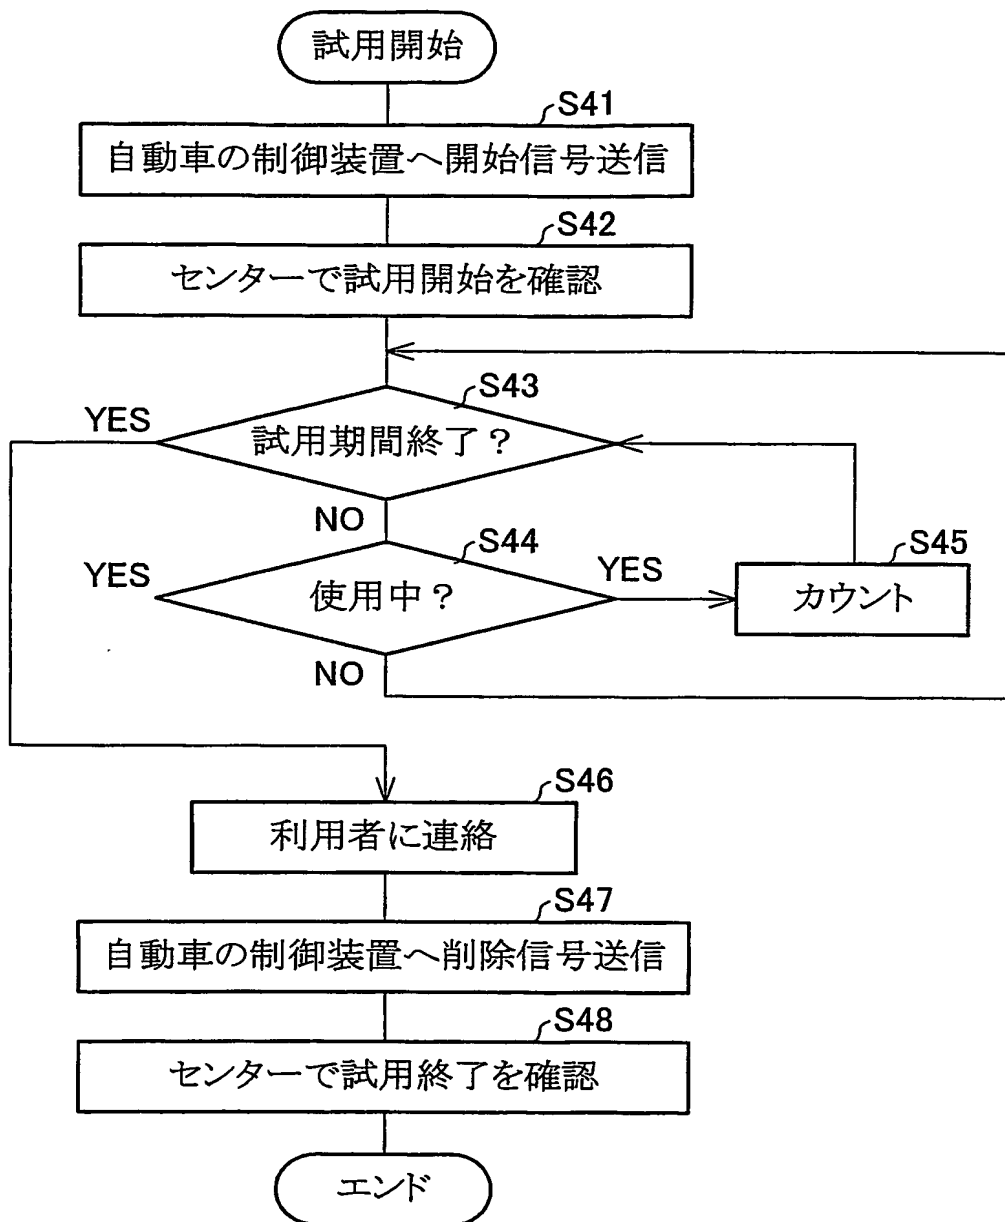 試用開始
S41
自動車の制御装置へ開始信号送信
S42
センターで試用開始を確認
S43
YES
試用期間終了？
NO
S44
YES
使用中？
YES
S45
カウント
NO
S46
利用者に連絡
S47
自動車の制御装置へ削除信号送信
S48
センターで試用終了を確認
エンド